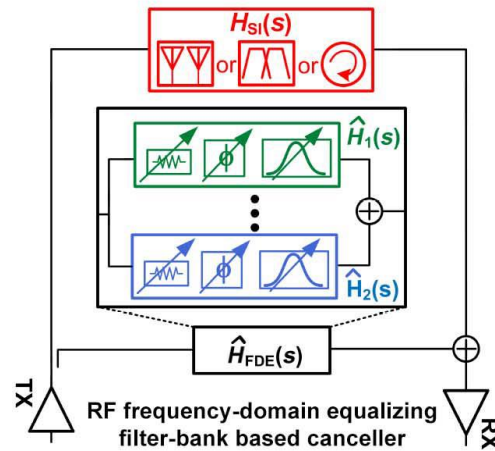 H_SI(s)
or
or
Ĥ_1(s)
ϕ
Ĥ_2(s)
ϕ
Ĥ_FDE(s)
TX
RX
RF frequency-domain equalizing
filter-bank based canceller